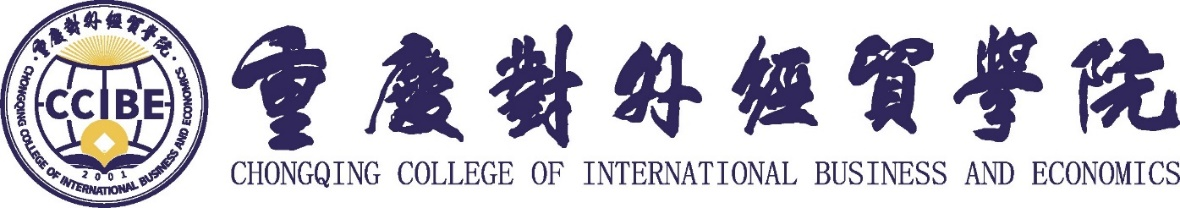 ·重慶對外經貿學院·
CCIBE
2001
CHONGQING COLLEGE OF INTERNATIONAL BUSINESS AND ECONOMICS
重慶對外經貿學院
CHONGQING COLLEGE OF INTERNATIONAL BUSINESS AND ECONOMICS